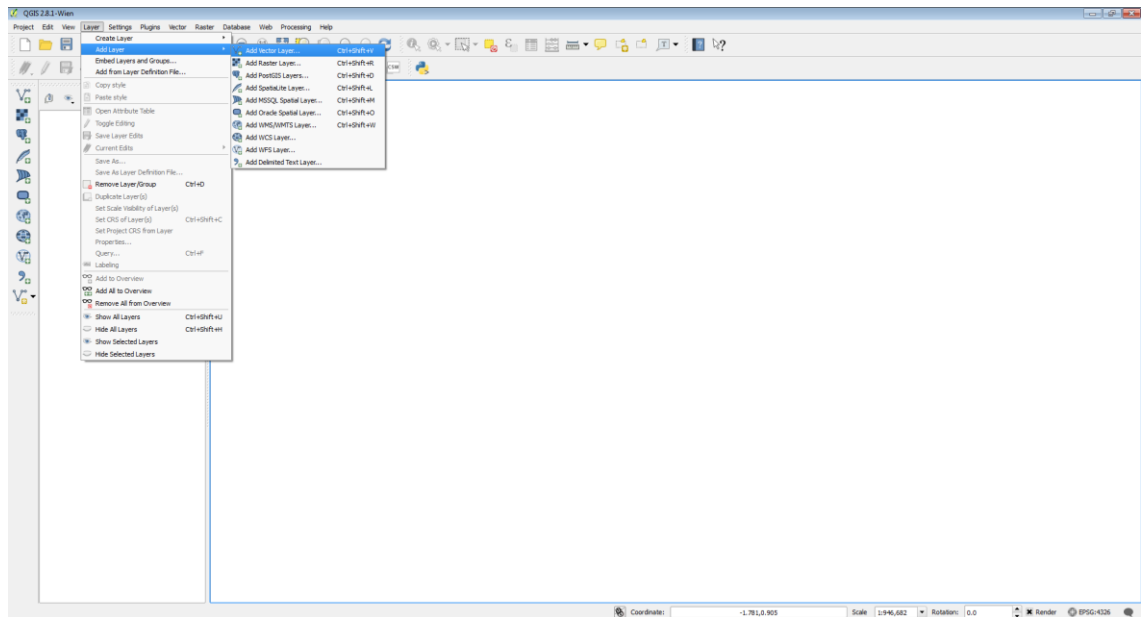 QGIS 2.8.1-Wien
Project Edit View Layer Settings Plugins Vector Raster Database Web Processing Help
Create Layer
Add Layer
Embed Layers and Groups...
Add from Layer Definition File...
Copy style
Paste style
Open Attribute Table
Toggle Editing
Save Layer Edits
Current Edits
Save As...
Save As Layer Definition File...
Remove Layer/Group Ctrl+D
Duplicate Layer(s)
Set Scale Visibility of Layer(s)
Set CRS of Layer(s) Ctrl+Shift+C
Set Project CRS from Layer
Properties...
Query... Ctrl+F
Labeling
Add to Overview
Add All to Overview
Remove All from Overview
Show All Layers Ctrl+Shift+U
Hide All Layers Ctrl+Shift+H
Show Selected Layers
Hide Selected Layers
Add Vector Layer... Ctrl+Shift+V
Add Raster Layer... Ctrl+Shift+R
Add PostGIS Layers... Ctrl+Shift+D
Add SpatiaLite Layer... Ctrl+Shift+L
Add MSSQL Spatial Layer... Ctrl+Shift+M
Add Oracle Spatial Layer... Ctrl+Shift+O
Add WMS/WMTS Layer... Ctrl+Shift+W
Add WCS Layer...
Add WFS Layer...
Add Delimited Text Layer...
CSW
Coordinate: -1.781,0.905 Scale 1:946,682 Rotation: 0.0 Render EPSG:4326